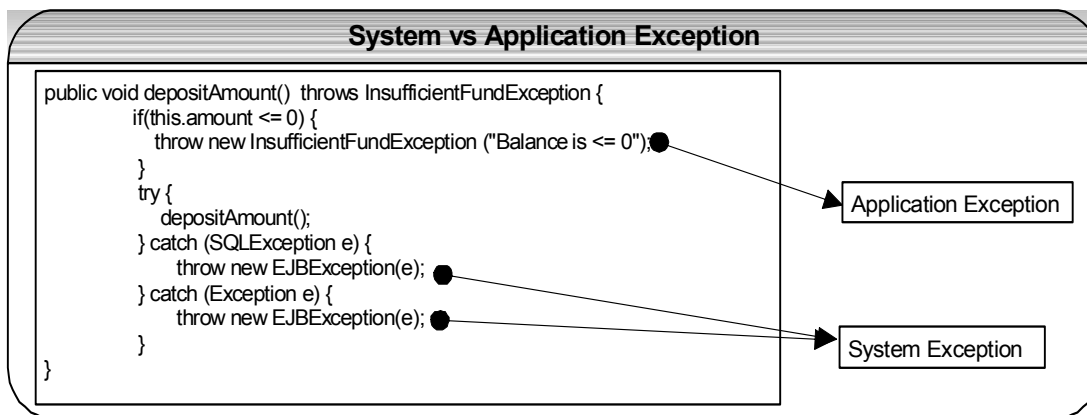 System vs Application Exception
public void depositAmount() throws InsufficientFundException {
if(this.amount <= 0) {
throw new InsufficientFundException ("Balance is <= 0");
}
try {
depositAmount();
} catch (SQLException e) {
throw new EJBException(e);
} catch (Exception e) {
throw new EJBException(e);
}
}
Application Exception
System Exception